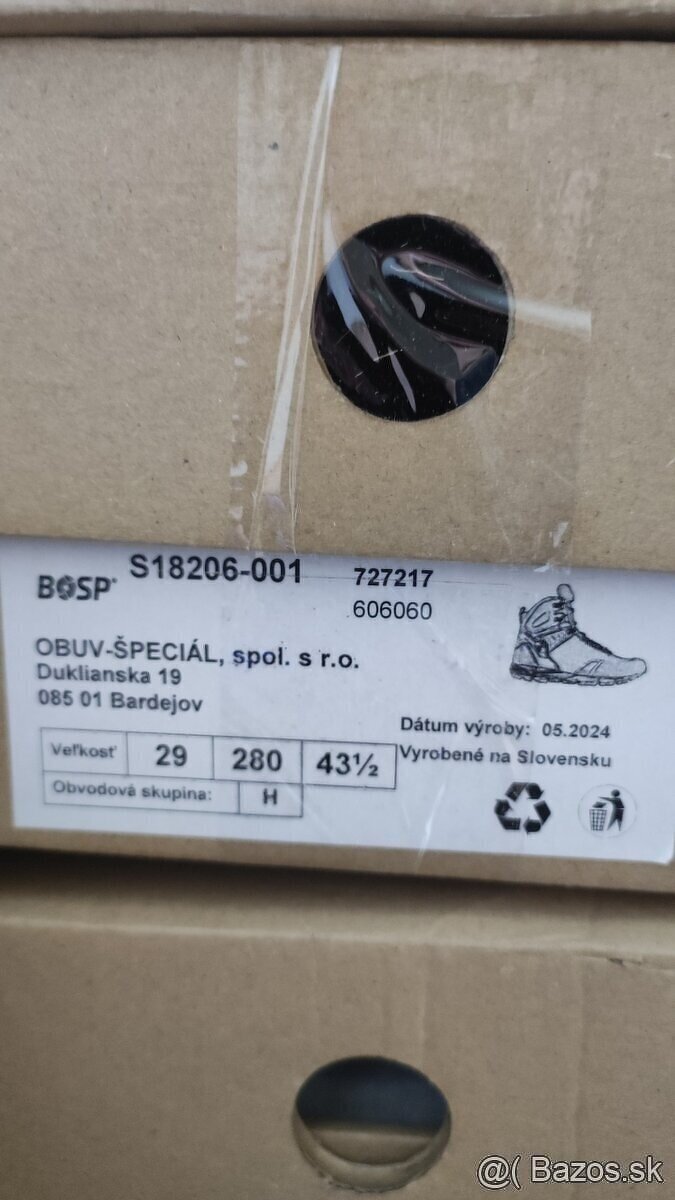 BOSP® S18206-001 727217
606060
OBUV-ŠPECIÁL, spol. s r.o.
Duklianska 19
085 01 Bardejov
Dátum výroby: 05.2024
Vyrobené na Slovensku
Veľkosť 29 280 43½
Obvodová skupina: H
@( Bazos.sk